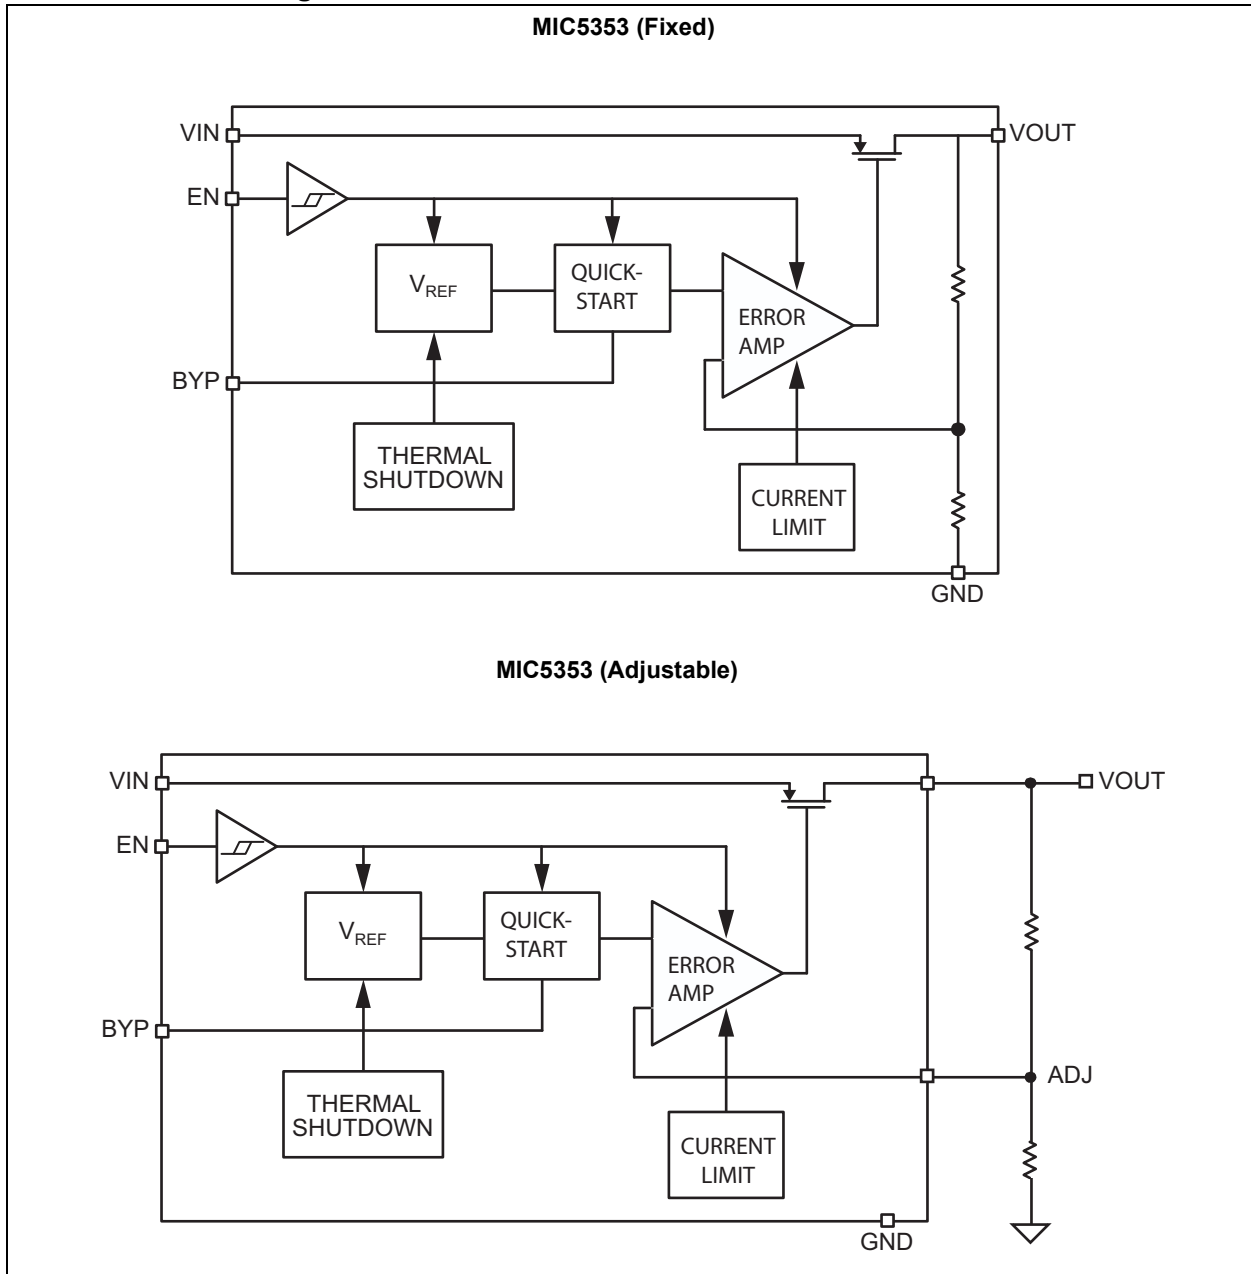 MIC5353 (Fixed)
VIN
VOUT
EN
VREF
QUICK-
START
ERROR
AMP
BYP
THERMAL
SHUTDOWN
CURRENT
LIMIT
GND
MIC5353 (Adjustable)
VIN
VOUT
EN
VREF
QUICK-
START
ERROR
AMP
BYP
ADJ
THERMAL
SHUTDOWN
CURRENT
LIMIT
GND